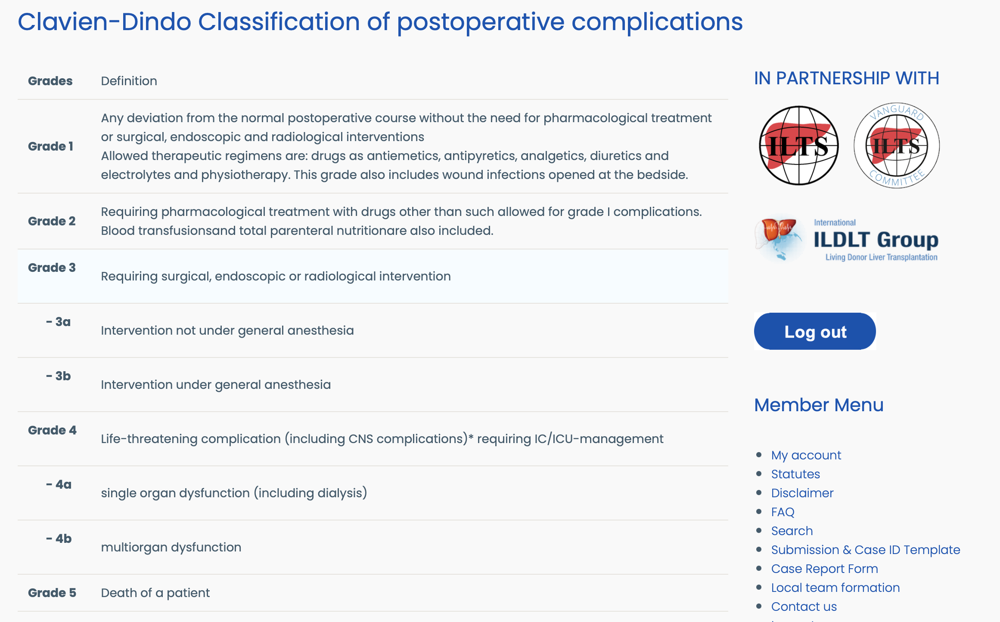 Clavien-Dindo Classification of postoperative complications
Grades Definition
Grade 1 Any deviation from the normal postoperative course without the need for pharmacological treatment
or surgical, endoscopic and radiological interventions
Allowed therapeutic regimens are: drugs as antiemetics, antipyretics, analgetics, diuretics and
electrolytes and physiotherapy. This grade also includes wound infections opened at the bedside.
Grade 2 Requiring pharmacological treatment with drugs other than such allowed for grade I complications.
Blood transfusionsand total parenteral nutritionare also included.
Grade 3 Requiring surgical, endoscopic or radiological intervention
- 3a Intervention not under general anesthesia
- 3b Intervention under general anesthesia
Grade 4 Life-threatening complication (including CNS complications)* requiring IC/ICU-management
- 4a single organ dysfunction (including dialysis)
- 4b multiorgan dysfunction
Grade 5 Death of a patient
IN PARTNERSHIP WITH
ILTS
VANGUARD
ILTS
COMMITTEE
International
ILDLT Group
Living Donor Liver Transplantation
Log out
Member Menu
My account
Statutes
Disclaimer
FAQ
Search
Submission & Case ID Template
Case Report Form
Local team formation
Contact us